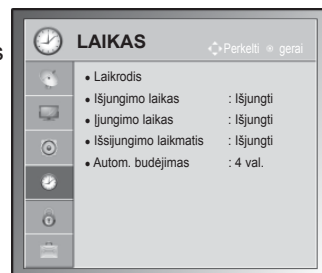 s
LAIKAS
Perkelti gerai
• Laikrodis
• Išjungimo laikas : Išjungti
• Įjungimo laikas : Išjungti
• Išsijungimo laikmatis : Išjungti
• Autom. budėjimas : 4 val.